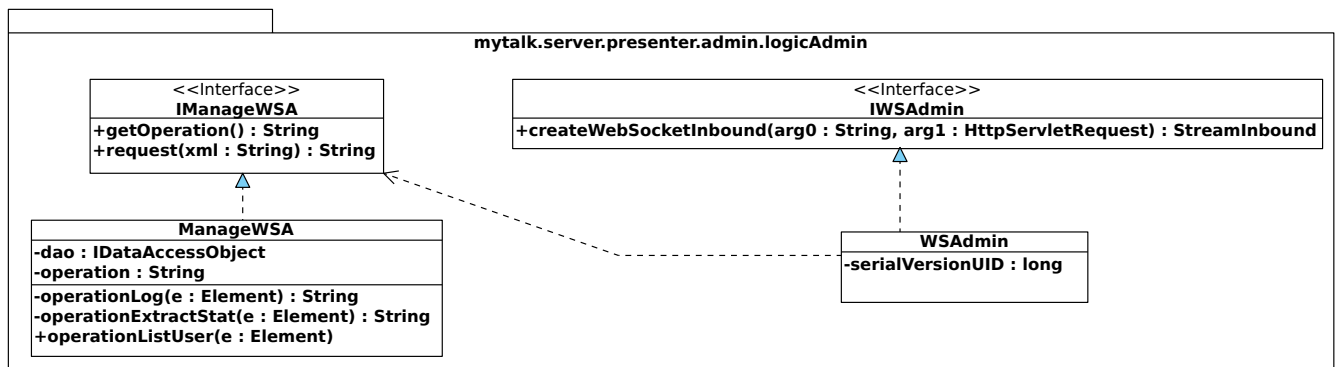 mytalk.server.presenter.admin.logicAdmin
<<Interface>>
IManageWSA
+getOperation() : String
+request(xml : String) : String
<<Interface>>
IWSAdmin
+createWebSocketInbound(arg0 : String, arg1 : HttpServletRequest) : StreamInbound
ManageWSA
-dao : IDataAccessObject
-operation : String
-operationLog(e : Element) : String
-operationExtractStat(e : Element) : String
+operationListUser(e : Element)
WSAdmin
-serialVersionUID : long